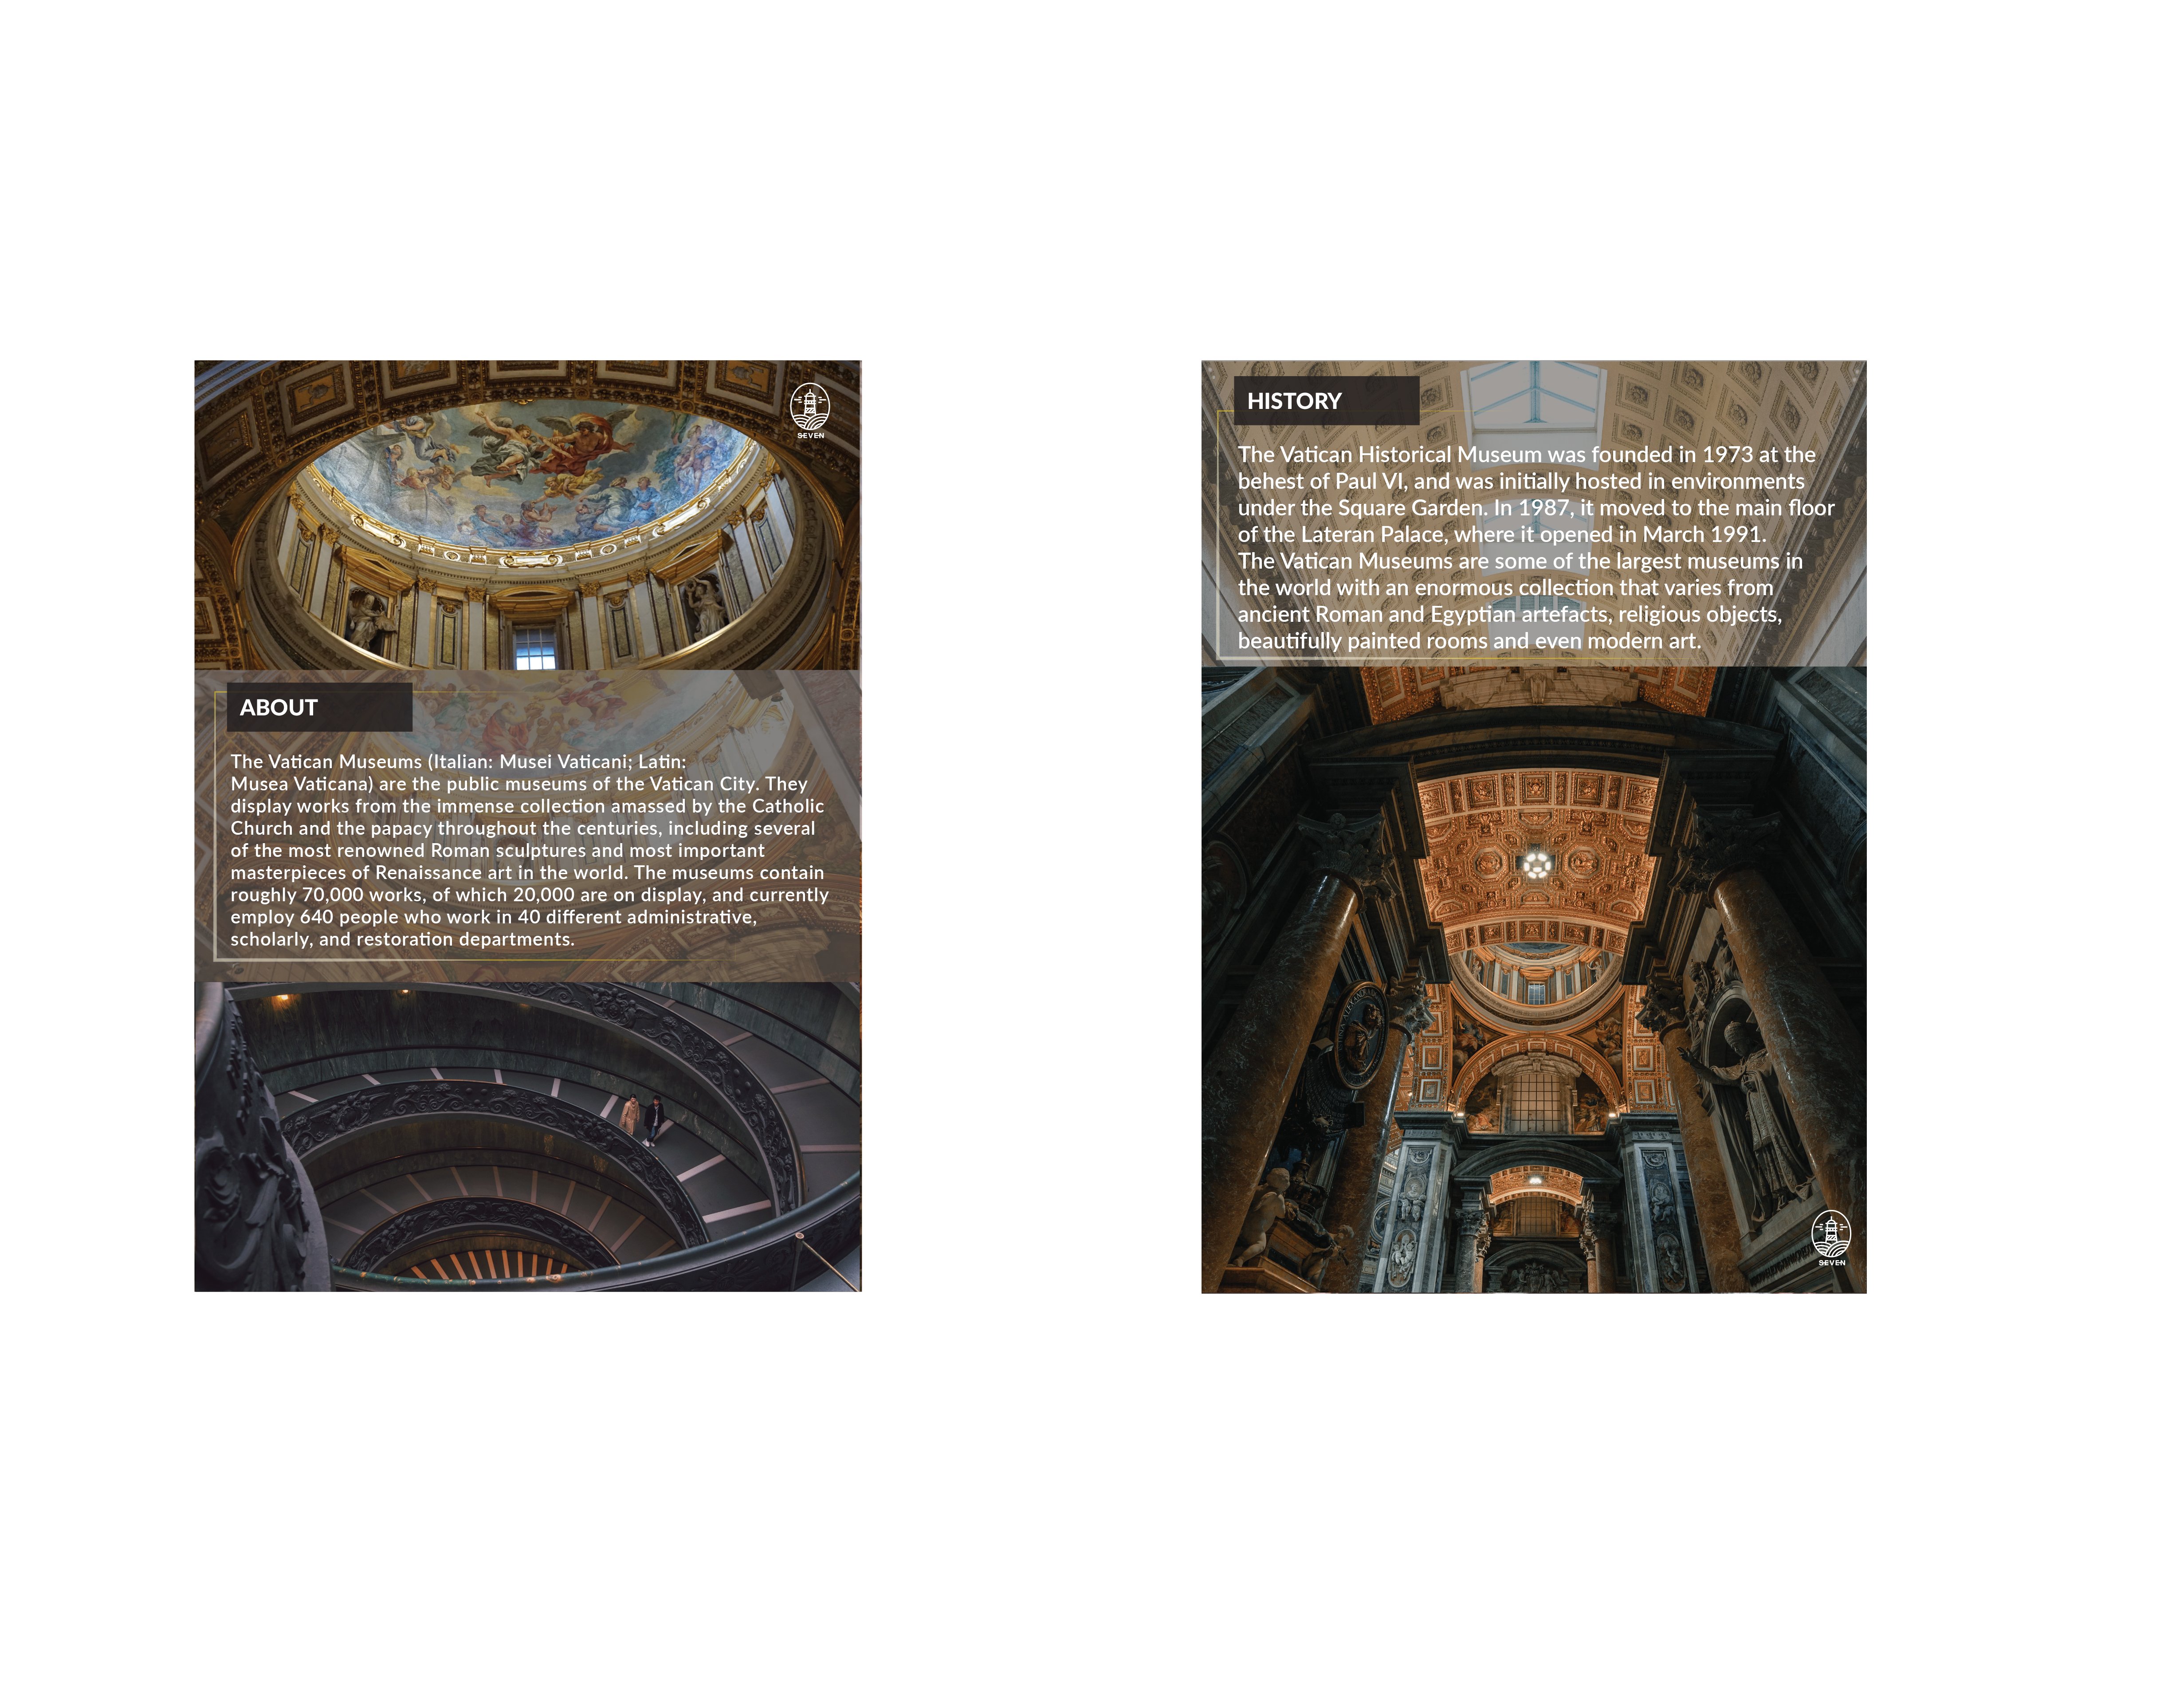 SEVEN
ABOUT
The Vatican Museums (Italian: Musei Vaticani; Latin:
Musea Vaticana) are the public museums of the Vatican City. They
display works from the immense collection amassed by the Catholic
Church and the papacy throughout the centuries, including several
of the most renowned Roman sculptures and most important
masterpieces of Renaissance art in the world. The museums contain
roughly 70,000 works, of which 20,000 are on display, and currently
employ 640 people who work in 40 different administrative,
scholarly, and restoration departments.
HISTORY
The Vatican Historical Museum was founded in 1973 at the
behest of Paul VI, and was initially hosted in environments
under the Square Garden. In 1987, it moved to the main floor
of the Lateran Palace, where it opened in March 1991.
The Vatican Museums are some of the largest museums in
the world with an enormous collection that varies from
ancient Roman and Egyptian artefacts, religious objects,
beautifully painted rooms and even modern art.
SEVEN